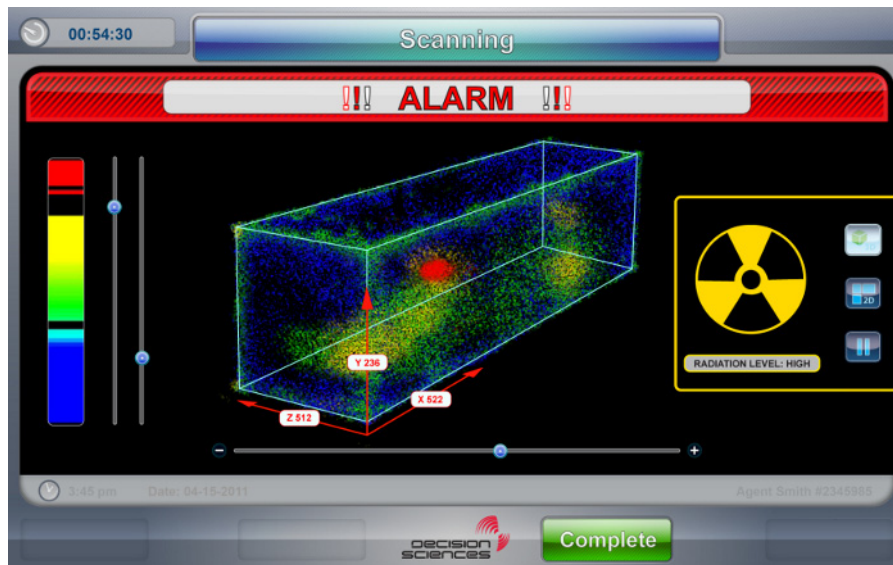 00:54:30
Scanning
!!! ALARM !!!
2D
RADIATION LEVEL: HIGH
Y 236
X 522
Z 512
3:45 pm Date: 04-15-2011 Agent Smith #2345985
decision
sciences
Complete